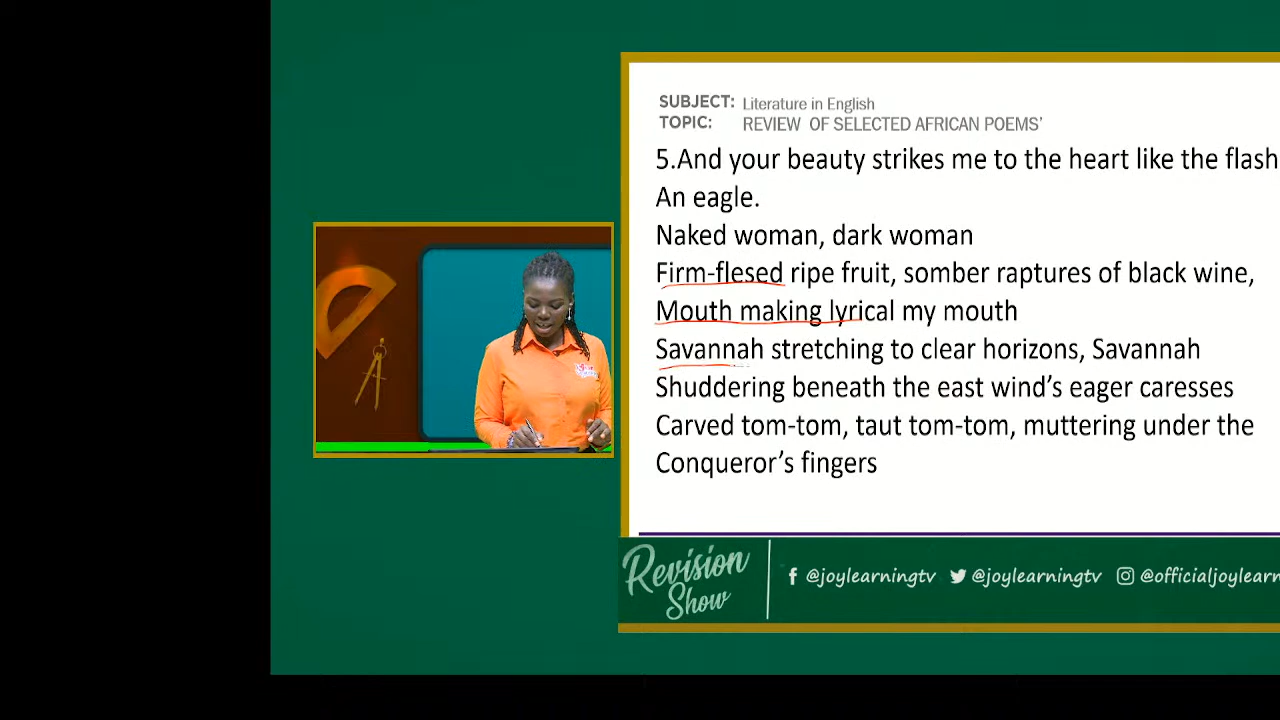 SUBJECT: Literature in English
TOPIC: REVIEW OF SELECTED AFRICAN POEMS’
5.And your beauty strikes me to the heart like the flash
An eagle.
Naked woman, dark woman
Firm-flesed ripe fruit, somber raptures of black wine,
Mouth making lyrical my mouth
Savannah stretching to clear horizons, Savannah
Shuddering beneath the east wind’s eager caresses
Carved tom-tom, taut tom-tom, muttering under the
Conqueror’s fingers
Revision
Show
@joylearningtv @joylearningtv @officialjoylearn